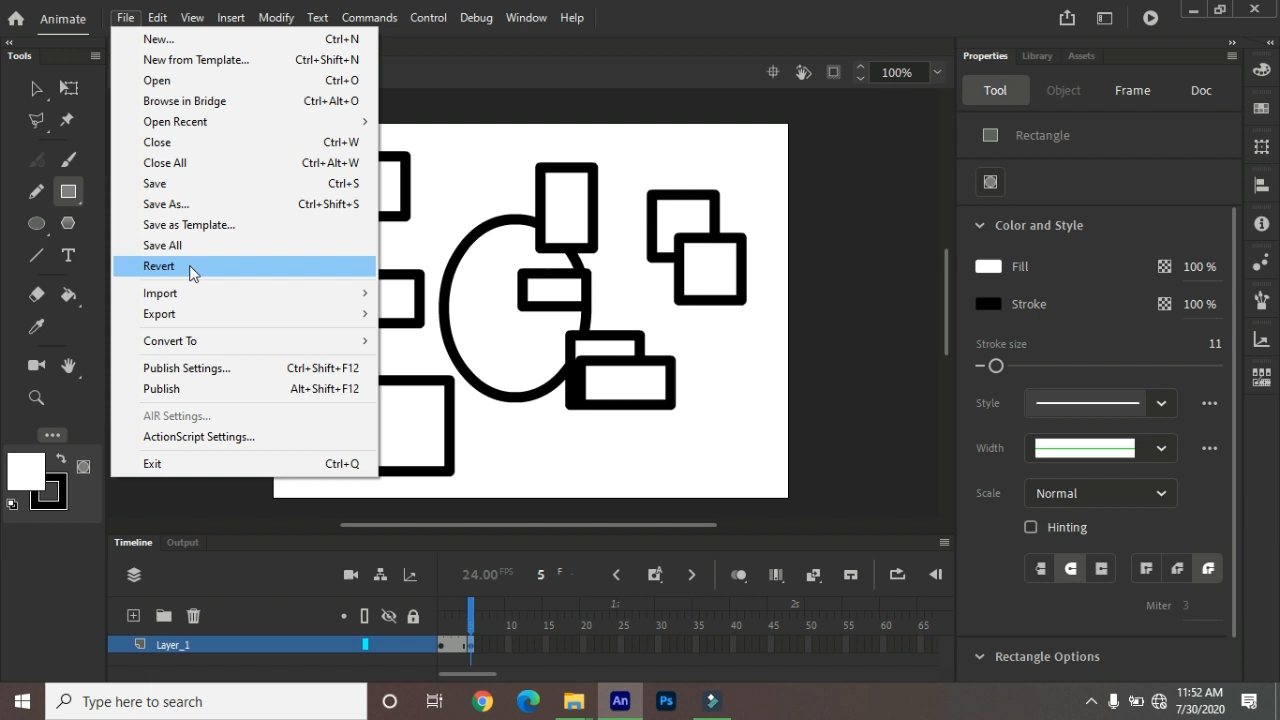 Animate
File Edit View Insert Modify Text Commands Control Debug Window Help
Tools
New... Ctrl+N
New from Template... Ctrl+Shift+N
Open Ctrl+O
Browse in Bridge Ctrl+Alt+O
Open Recent
Close Ctrl+W
Close All Ctrl+Alt+W
Save Ctrl+S
Save As... Ctrl+Shift+S
Save as Template...
Save All
Revert
Import
Export
Convert To
Publish Settings... Ctrl+Shift+F12
Publish Alt+Shift+F12
AIR Settings...
ActionScript Settings...
Exit Ctrl+Q
100%
Properties Library Assets
Tool Object Frame Doc
Rectangle
Color and Style
Fill 100 %
Stroke 100 %
Stroke size 11
Style
Width
Scale Normal
Hinting
Miter 3
Rectangle Options
Timeline Output
24.00 FPS 5 F
1s 2s
10 15 20 25 30 35 40 45 50 55 60 65
Layer_1
Type here to search
An Ps
11:52 AM
7/30/2020